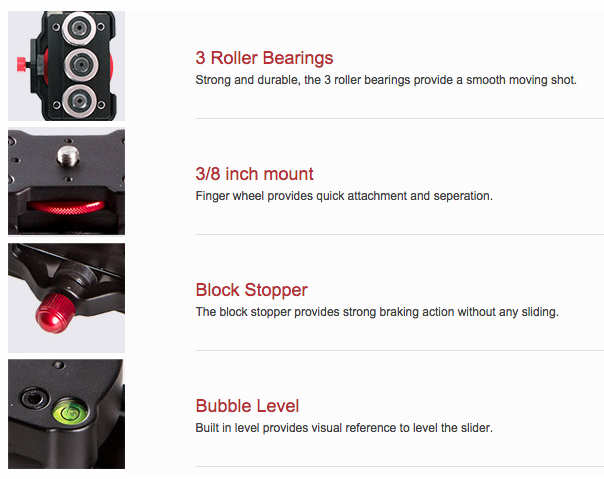 3 Roller Bearings
Strong and durable, the 3 roller bearings provide a smooth moving shot.
3/8 inch mount
Finger wheel provides quick attachment and seperation.
Block Stopper
The block stopper provides strong braking action without any sliding.
Bubble Level
Built in level provides visual reference to level the slider.